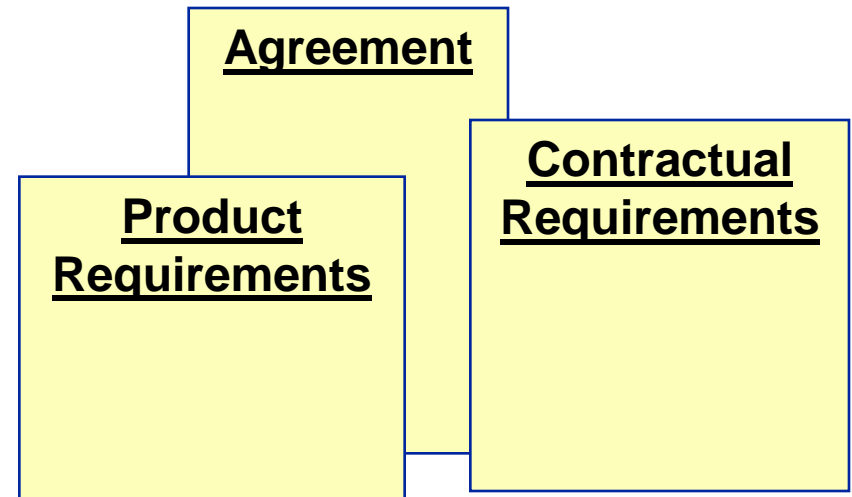 Agreement
Contractual
Requirements
Product
Requirements